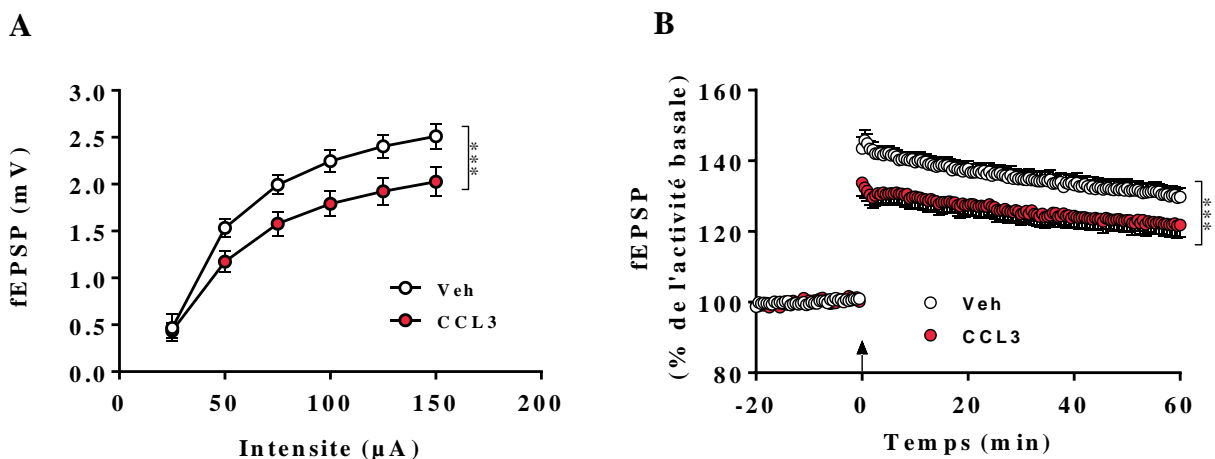 A
fEPSP (mV)
3.0
2.5
2.0
1.5
1.0
0.5
0.0
0
50
100
150
200
Intensite (µA)
Veh
CCL3
***
B
fEPSP
(% de l'activité basale)
160
140
120
100
80
-20
0
20
40
60
Temps (min)
Veh
CCL3
***